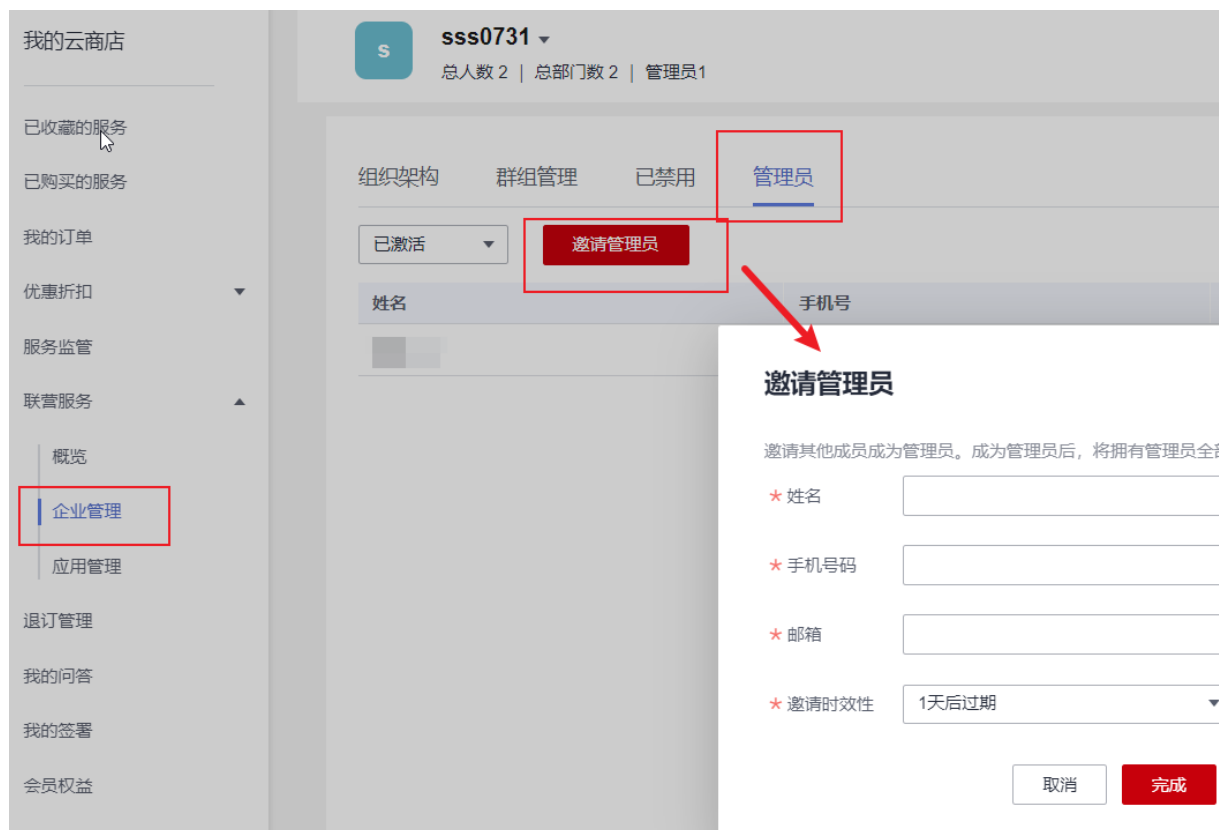 我的云商店
已收藏的服务
已购买的服务
我的订单
优惠折扣
服务监管
联营服务
概览
企业管理
应用管理
退订管理
我的问答
我的签署
会员权益
s
sss0731
总人数 2 | 总部门数 2 | 管理员1
组织架构 群组管理 已禁用 管理员
已激活 邀请管理员
姓名 手机号
邀请管理员
邀请其他成员成为管理员。成为管理员后，将拥有管理员全
* 姓名
* 手机号码
* 邮箱
* 邀请时效性 1天后过期
取消 完成